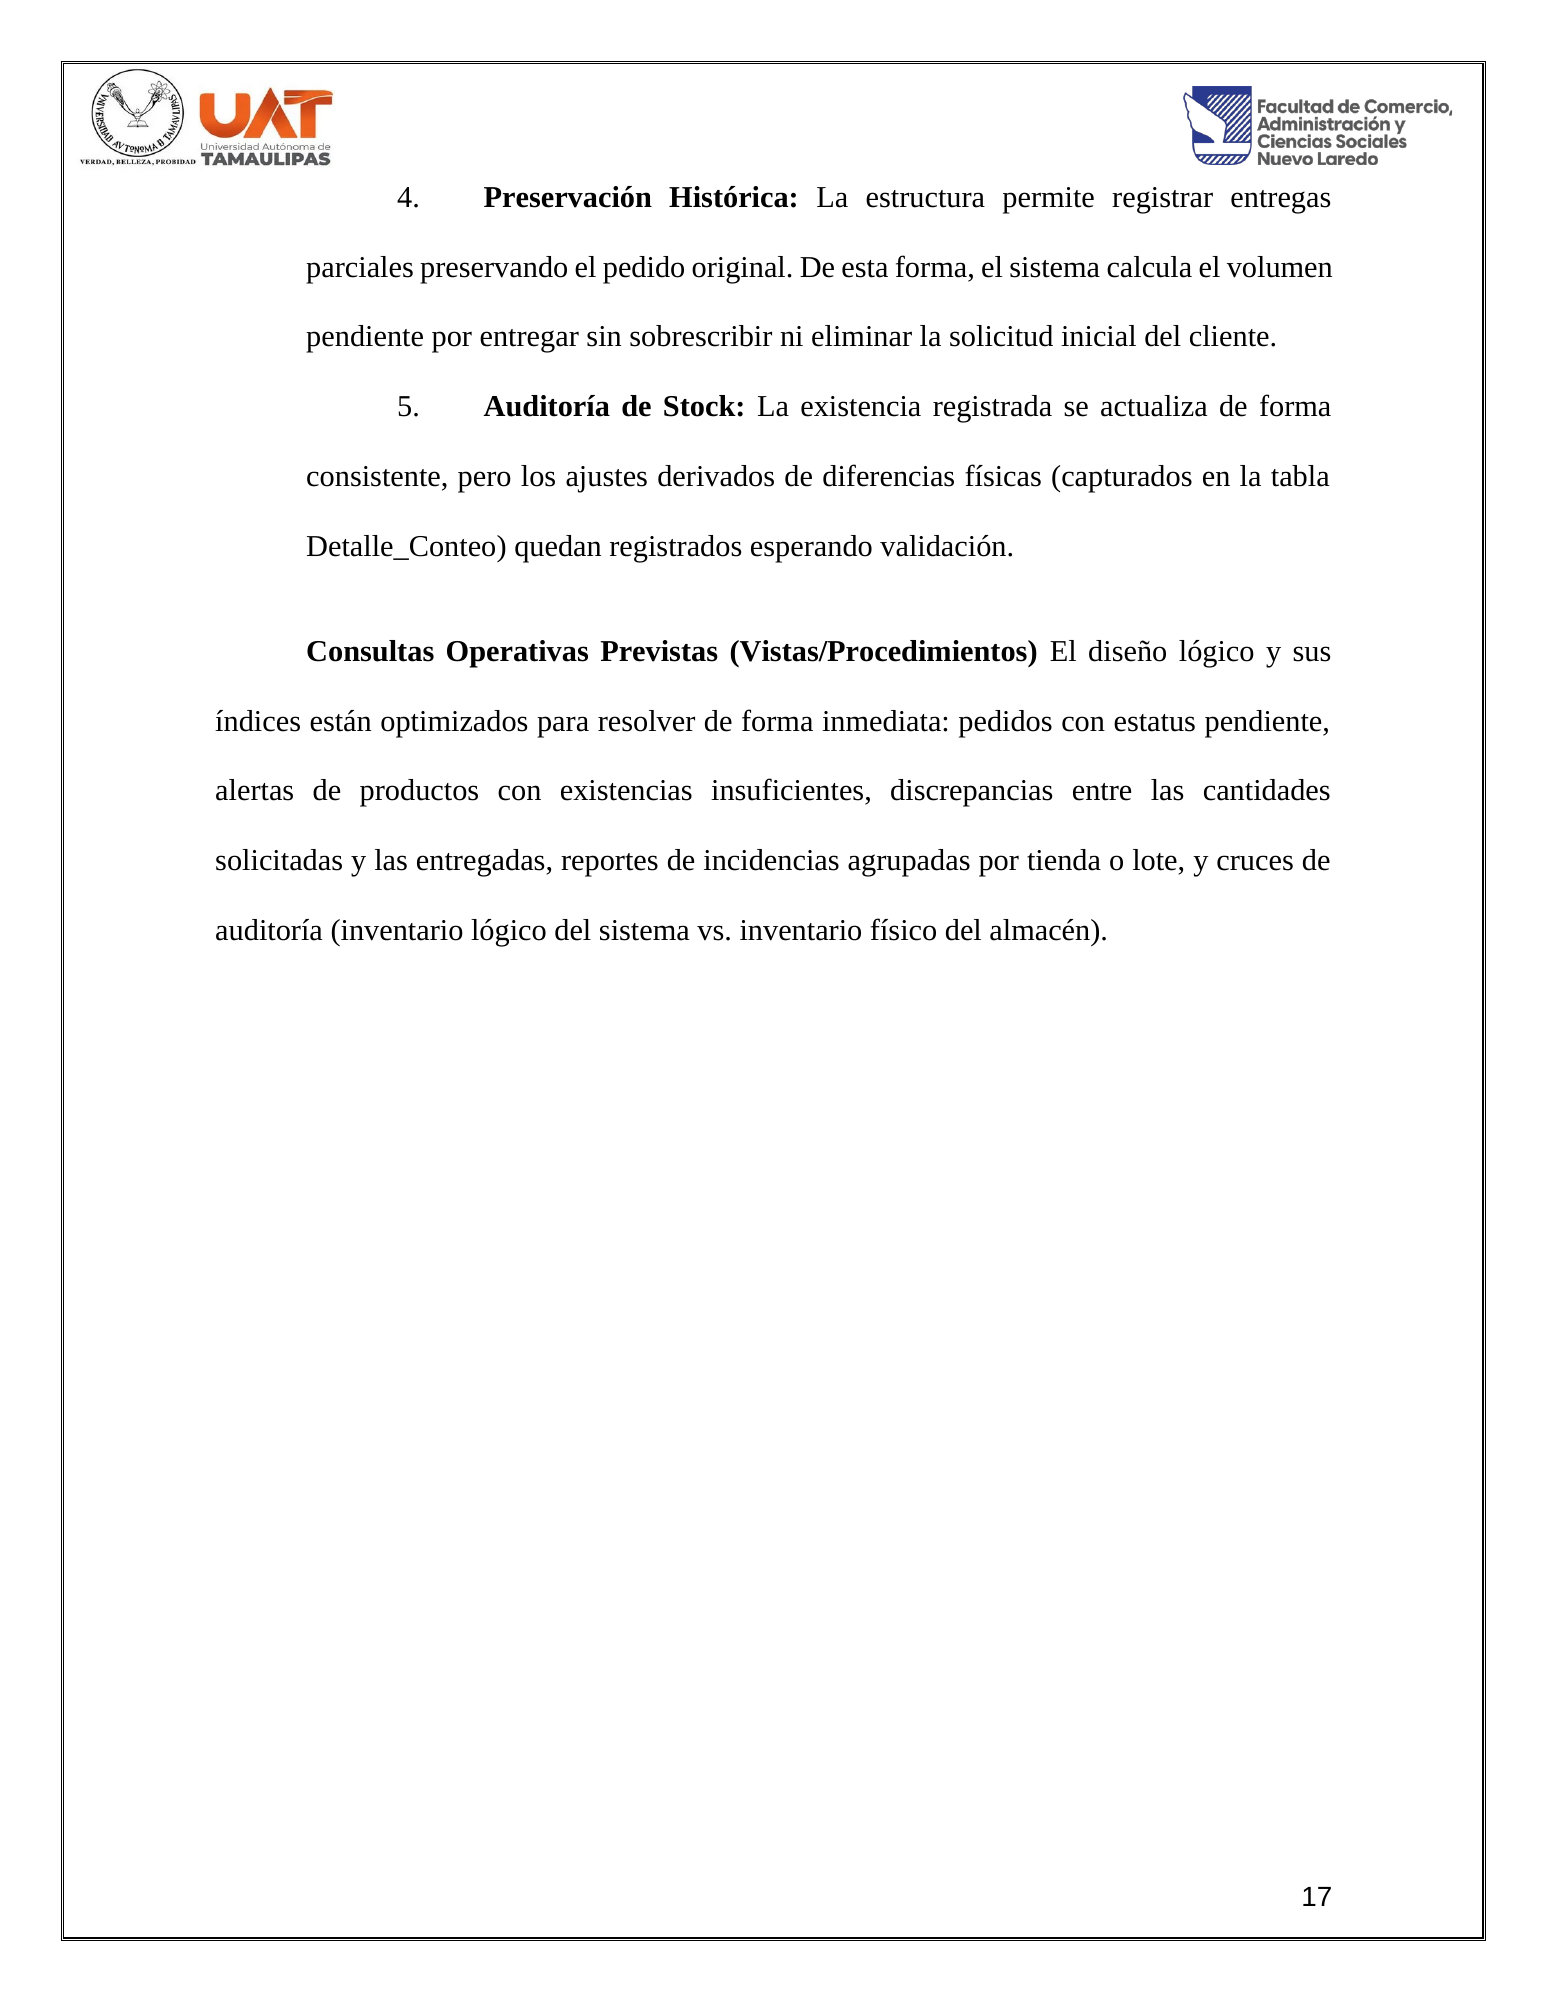 VNIVERSIDAD AVTONOMA D TAMAVLIPAS
VERDAD, BELLEZA, PROBIDAD
UAT
Universidad Autónoma de
TAMAULIPAS
Facultad de Comercio,
Administración y
Ciencias Sociales
Nuevo Laredo
4. Preservación Histórica: La estructura permite registrar entregas
parciales preservando el pedido original. De esta forma, el sistema calcula el volumen
pendiente por entregar sin sobrescribir ni eliminar la solicitud inicial del cliente.
5. Auditoría de Stock: La existencia registrada se actualiza de forma
consistente, pero los ajustes derivados de diferencias físicas (capturados en la tabla
Detalle_Conteo) quedan registrados esperando validación.
Consultas Operativas Previstas (Vistas/Procedimientos) El diseño lógico y sus
índices están optimizados para resolver de forma inmediata: pedidos con estatus pendiente,
alertas de productos con existencias insuficientes, discrepancias entre las cantidades
solicitadas y las entregadas, reportes de incidencias agrupadas por tienda o lote, y cruces de
auditoría (inventario lógico del sistema vs. inventario físico del almacén).
17